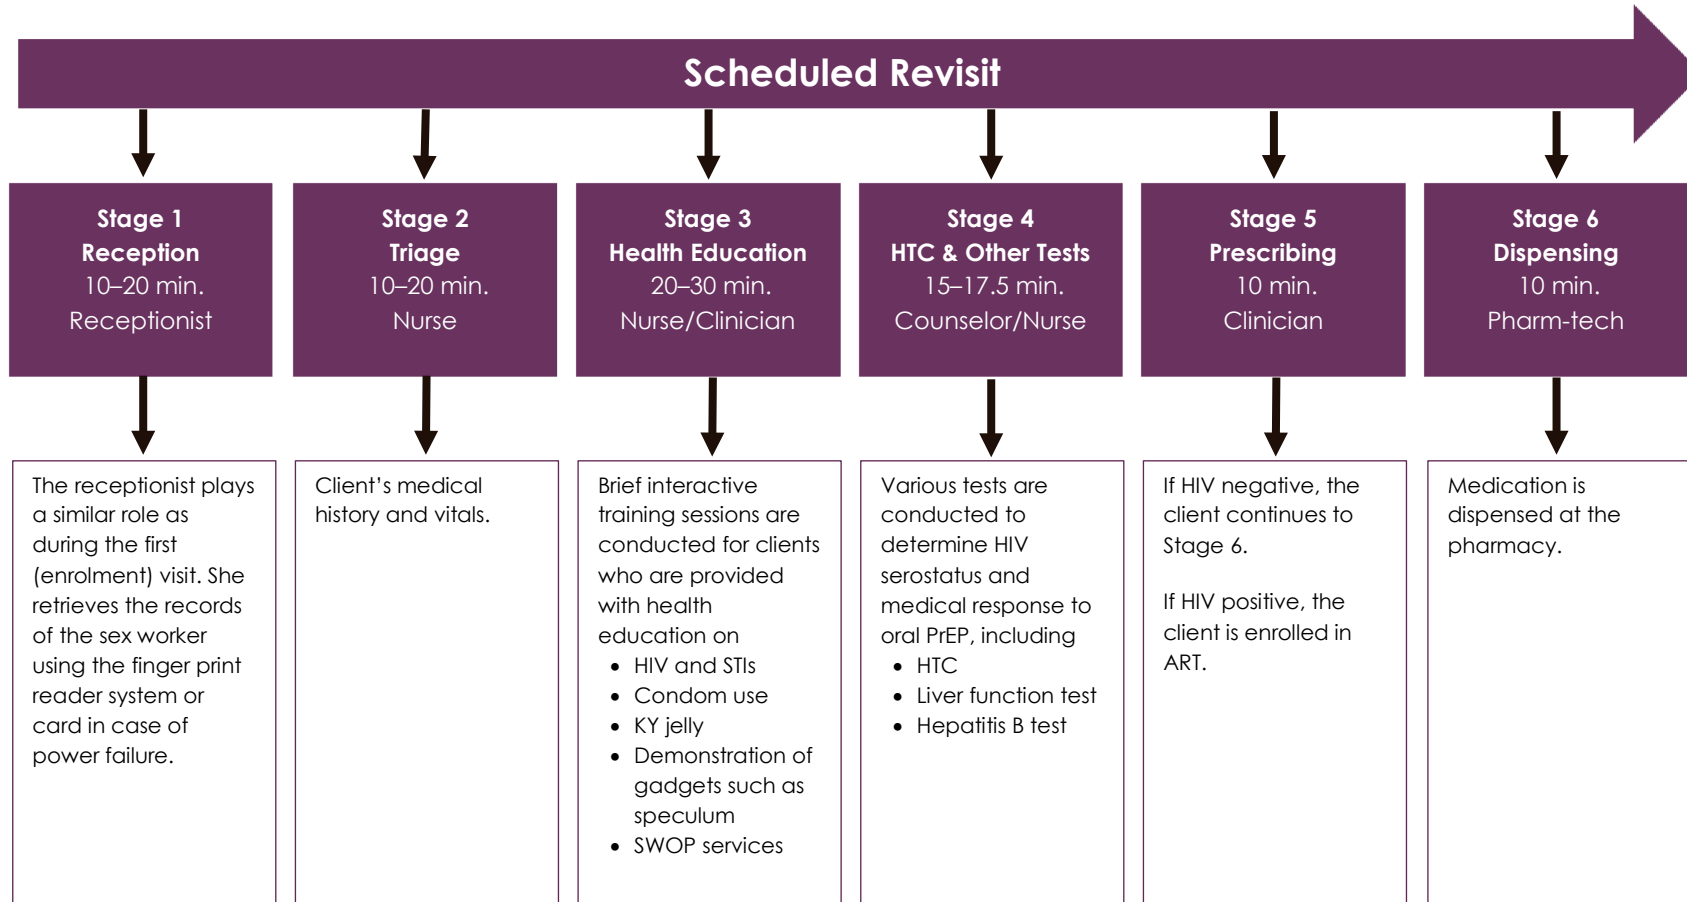 Scheduled Revisit
Stage 1
Reception
10–20 min.
Receptionist
Stage 2
Triage
10–20 min.
Nurse
Stage 3
Health Education
20–30 min.
Nurse/Clinician
Stage 4
HTC & Other Tests
15–17.5 min.
Counselor/Nurse
Stage 5
Prescribing
10 min.
Clinician
Stage 6
Dispensing
10 min.
Pharm-tech
The receptionist plays
a similar role as
during the first
(enrolment) visit. She
retrieves the records
of the sex worker
using the finger print
reader system or
card in case of
power failure.
Client’s medical
history and vitals.
Brief interactive
training sessions are
conducted for clients
who are provided
with health
education on
• HIV and STIs
• Condom use
• KY jelly
• Demonstration of
gadgets such as
speculum
• SWOP services
Various tests are
conducted to
determine HIV
serostatus and
medical response to
oral PrEP, including
• HTC
• Liver function test
• Hepatitis B test
If HIV negative, the
client continues to
Stage 6.
If HIV positive, the
client is enrolled in
ART.
Medication is
dispensed at the
pharmacy.